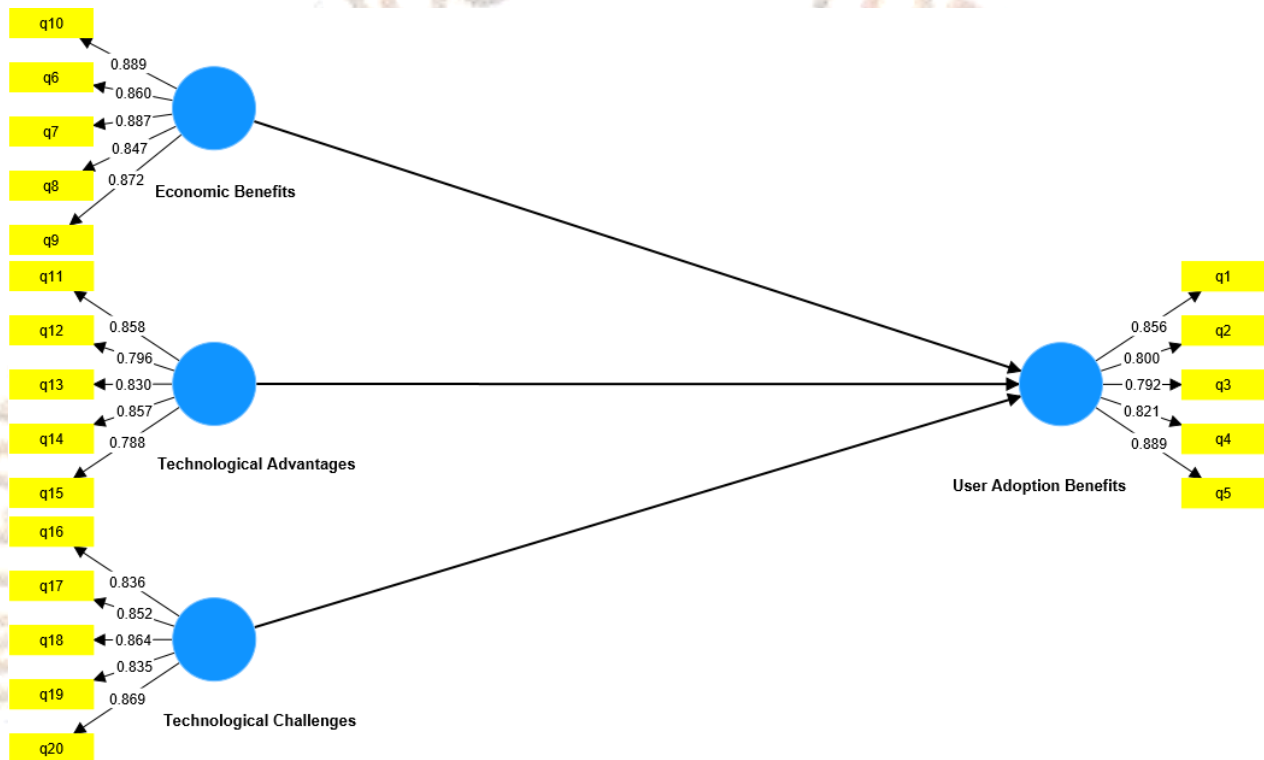 q10
0.889
q6
0.860
q7
0.887
q8
0.847
q9
0.872
Economic Benefits
q11
0.858
q12
0.796
q13
0.830
q14
0.857
q15
0.788
Technological Advantages
q16
0.836
q17
0.852
q18
0.864
q19
0.835
q20
0.869
Technological Challenges
q1
0.856
q2
0.800
q3
0.792
q4
0.821
q5
0.889
User Adoption Benefits